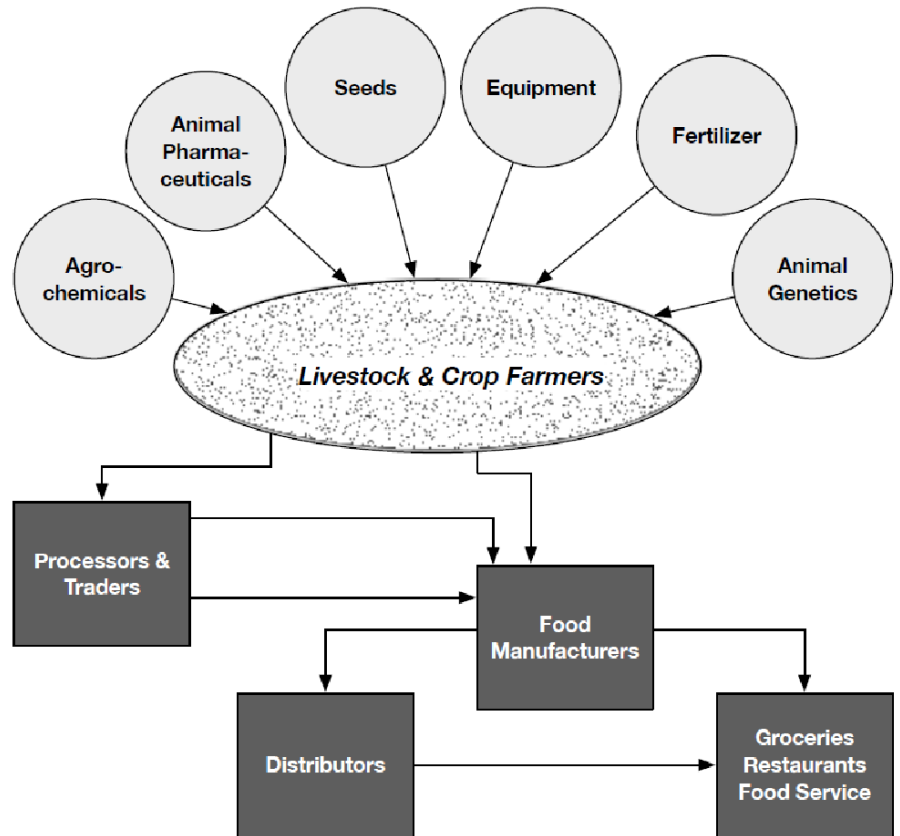 Seeds
Equipment
Animal
Pharma-
ceuticals
Fertilizer
Agro-
chemicals
Animal
Genetics
Livestock & Crop Farmers
Processors &
Traders
Food
Manufacturers
Distributors
Groceries
Restaurants
Food Service